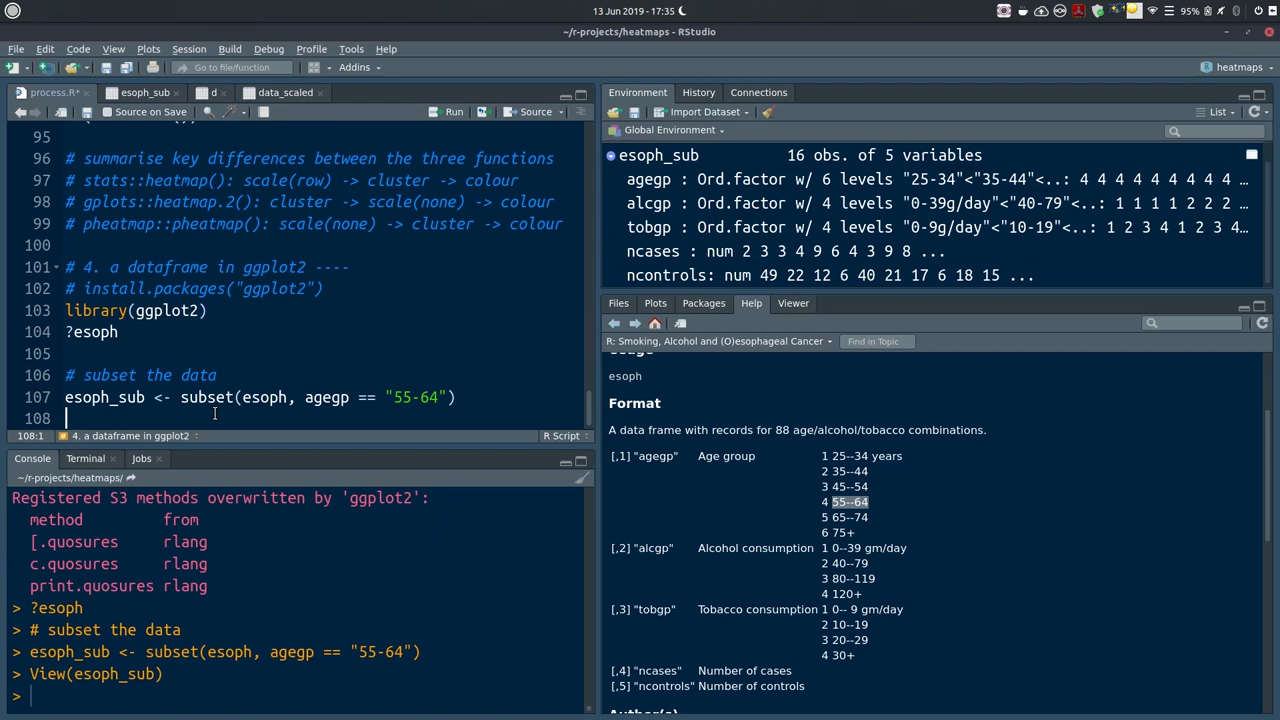 13 Jun 2019 - 17:35
95%
~/r-projects/heatmaps - RStudio
File Edit Code View Plots Session Build Debug Profile Tools Help
Go to file/function
Addins
heatmaps
process.R* esoph_sub d data_scaled
Source on Save
Run
Source
95
96 # summarise key differences between the three functions
97 # stats::heatmap(): scale(row) -> cluster -> colour
98 # gplots::heatmap.2(): cluster -> scale(none) -> colour
99 # pheatmap::pheatmap(): scale(none) -> cluster -> colour
100
101 # 4. a dataframe in ggplot2 ----
102 # install.packages("ggplot2")
103 library(ggplot2)
104 ?esoph
105
106 # subset the data
107 esoph_sub <- subset(esoph, agegp == "55-64")
108
108:1 4. a dataframe in ggplot2 R Script
Console Terminal Jobs
~/r-projects/heatmaps/
Registered S3 methods overwritten by 'ggplot2':
method from
[.quosures rlang
c.quosures rlang
print.quosures rlang
> ?esoph
> # subset the data
> esoph_sub <- subset(esoph, agegp == "55-64")
> View(esoph_sub)
>
Environment History Connections
Import Dataset
List
Global Environment
esoph_sub 16 obs. of 5 variables
agegp : Ord.factor w/ 6 levels "25-34"<"35-44"<..: 4 4 4 4 4 4 4 4 4 …
alcgp : Ord.factor w/ 4 levels "0-39g/day"<"40-79"<..: 1 1 1 1 2 2 2 …
tobgp : Ord.factor w/ 4 levels "0-9g/day"<"10-19"<..: 1 2 3 4 1 2 3 4…
ncases : num 2 3 3 4 9 6 4 3 9 8 ...
ncontrols: num 49 22 12 6 40 21 17 6 18 15 ...
Files Plots Packages Help Viewer
R: Smoking, Alcohol and (O)esophageal Cancer
Find in Topic
Usage
esoph
Format
A data frame with records for 88 age/alcohol/tobacco combinations.
[,1] "agegp" Age group 1 25--34 years
2 35--44
3 45--54
4 55--64
5 65--74
6 75+
[,2] "alcgp" Alcohol consumption 1 0--39 gm/day
2 40--79
3 80--119
4 120+
[,3] "tobgp" Tobacco consumption 1 0-- 9 gm/day
2 10--19
3 20--29
4 30+
[,4] "ncases" Number of cases
[,5] "ncontrols" Number of controls
Author(s)